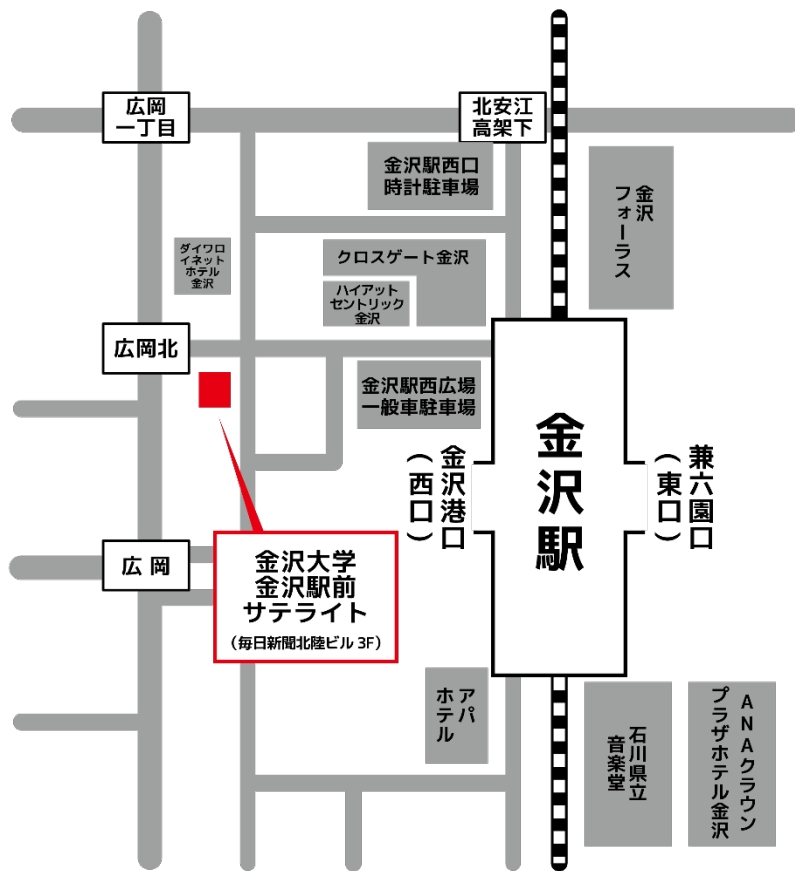 広岡
一丁目
北安江
高架下
金沢駅西口
時計駐車場
金沢
フォーラス
ダイワロ
イネット
ホテル
金沢
クロスゲート金沢
ハイアット
セントリック
金沢
広岡北
金沢駅西広場
一般車駐車場
金沢駅
金沢港口
（西口）
兼六園口
（東口）
広岡
金沢大学
金沢駅前
サテライト
（毎日新聞北陸ビル3F）
アパ
ホテル
石川県立
音楽堂
ANAクラウン
プラザホテル金沢